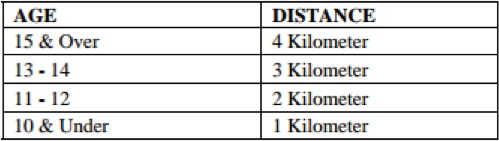 AGE DISTANCE
15 & Over 4 Kilometer
13 - 14 3 Kilometer
11 - 12 2 Kilometer
10 & Under 1 Kilometer